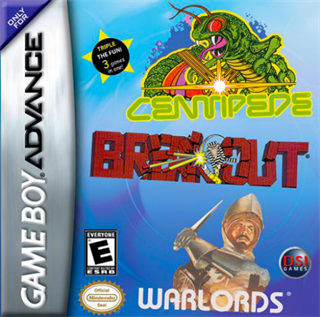 ONLY
FOR
GAME BOY ADVANCE
TRIPLE
THE FUN!
3 games
in one!
CENTIPEDE
BREAKOUT®
EVERYONE
E
ESRB
Official
Nintendo
Seal
DSI
GAMES
WARLORDS®